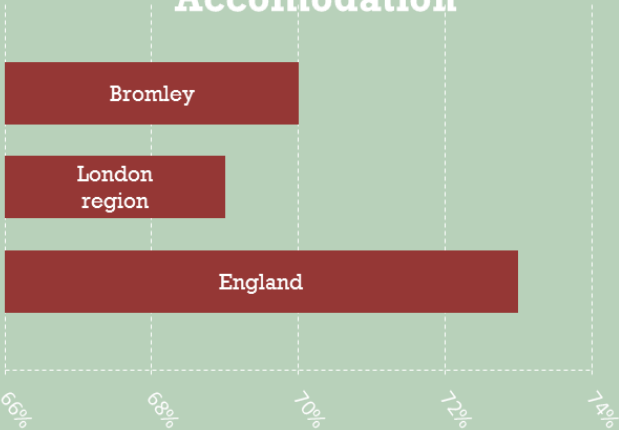 Accomodation
Bromley
London
region
England
66%
68%
70%
72%
74%